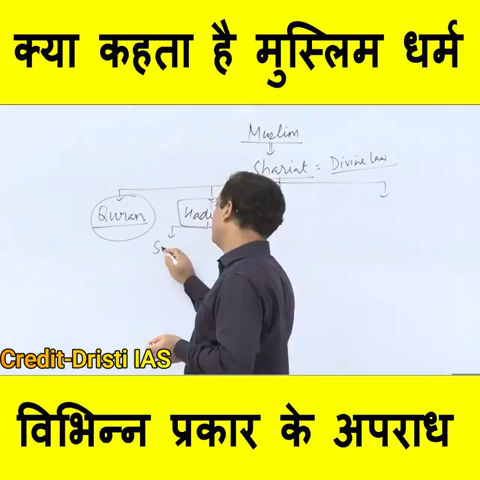 क्या कहता है मुस्लिम धर्म
Muslim
Shariat = Divine law
Quran
Credit-Dristi IAS
विभिन्न प्रकार के अपराध